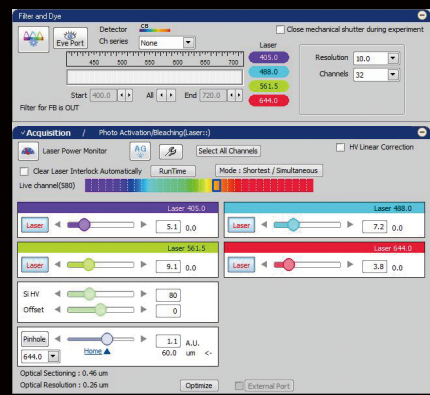 Filter and Dye
Detector CB
Eye Port
Ch series None
Close mechanical shutter during experiment
Laser
450 500 550 600 650 700
405.0
488.0
561.5
644.0
Resolution 10.0
Channels 32
Start 400.0 All End 720.0
Filter for FB is OUT
Acquisition / Photo Activation/Bleaching(Laser::)
Laser Power Monitor
AG
Select All Channels
HV Linear Correction
Clear Laser Interlock Automatically
RunTime
Mode : Shortest / Simultaneous
Live channel(580)
Laser 405.0
Laser 488.0
Laser 5.1 0.0
Laser 7.2 0.0
Laser 561.5
Laser 644.0
Laser 9.1 0.0
Laser 3.8 0.0
Si HV 80
Offset 0
Pinhole 1.1 A.U.
644.0 Home 60.0 um <-
Optical Sectioning : 0.46 um
Optical Resolution : 0.26 um
Optimize
External Port